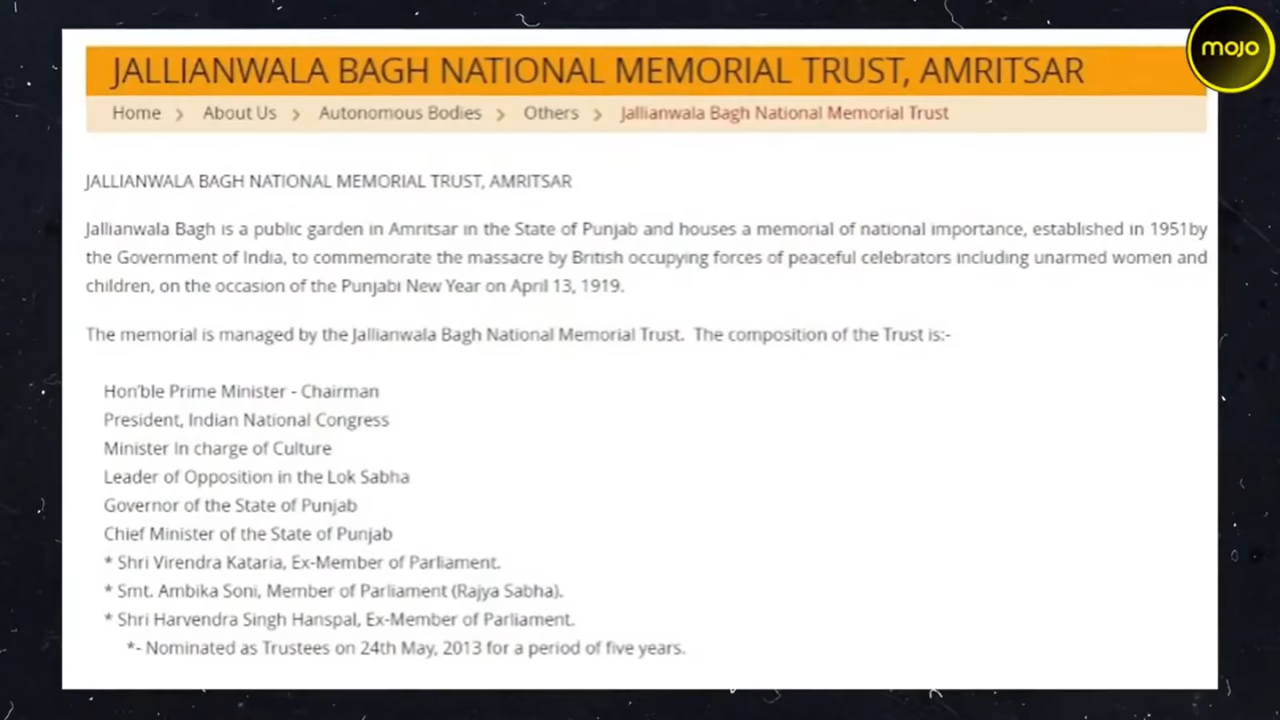 mojo
JALLIANWALA BAGH NATIONAL MEMORIAL TRUST, AMRITSAR
Home > About Us > Autonomous Bodies > Others > Jallianwala Bagh National Memorial Trust
JALLIANWALA BAGH NATIONAL MEMORIAL TRUST, AMRITSAR
Jallianwala Bagh is a public garden in Amritsar in the State of Punjab and houses a memorial of national importance, established in 1951by
the Government of India, to commemorate the massacre by British occupying forces of peaceful celebrators including unarmed women and
children, on the occasion of the Punjabi New Year on April 13, 1919.
The memorial is managed by the Jallianwala Bagh National Memorial Trust.  The composition of the Trust is:-
Hon'ble Prime Minister - Chairman
President, Indian National Congress
Minister In charge of Culture
Leader of Opposition in the Lok Sabha
Governor of the State of Punjab
Chief Minister of the State of Punjab
* Shri Virendra Kataria, Ex-Member of Parliament.
* Smt. Ambika Soni, Member of Parliament (Rajya Sabha).
* Shri Harvendra Singh Hanspal, Ex-Member of Parliament.
*- Nominated as Trustees on 24th May, 2013 for a period of five years.